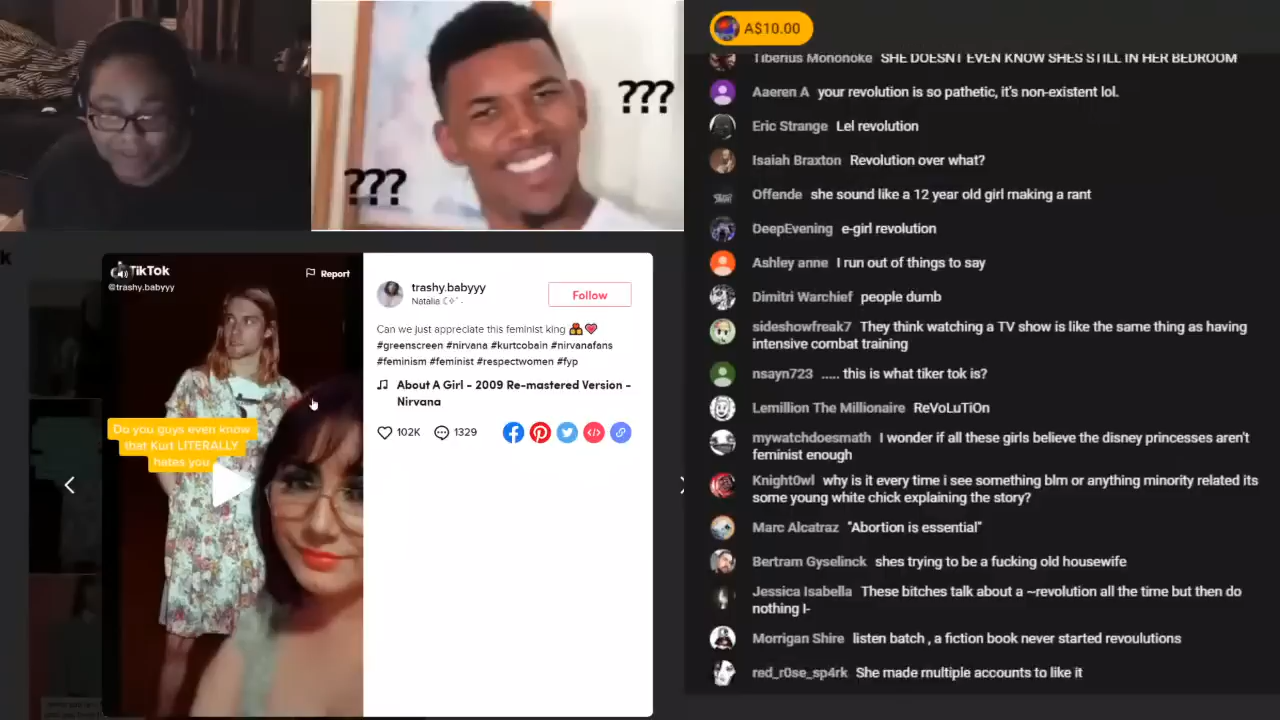 A$10.00
Tiberius Mononoke SHE DOESNT EVEN KNOW SHES STILL IN HER BEDROOM
Aaeren A your revolution is so pathetic, it's non-existent lol.
Eric Strange Lel revolution
Isaiah Braxton Revolution over what?
Offende she sound like a 12 year old girl making a rant
DeepEvening e-girl revolution
Ashley anne I run out of things to say
Dimitri Warchief people dumb
sideshowfreak7 They think watching a TV show is like the same thing as having
intensive combat training
nsayn723 ..... this is what tiker tok is?
Lemillion The Millionaire ReVoLuTiOn
mywatchdoesmath I wonder if all these girls believe the disney princesses aren't
feminist enough
Knight0wl why is it every time i see something blm or anything minority related its
some young white chick explaining the story?
Marc Alcatraz "Abortion is essential"
Bertram Gyselinck shes trying to be a fucking old housewife
Jessica Isabella These bitches talk about a ~revolution all the time but then do
nothing I-
Morrigan Shire listen batch , a fiction book never started revoulutions
red_r0se_sp4rk She made multiple accounts to like it
???
???
k
TikTok
@trashy.babyyy
Report
Do you guys even know
that Kurt LITERALLY
hates you
trashy.babyyy
Natalia ☾✧ˊ -
Follow
Can we just appreciate this feminist king
#greenscreen #nirvana #kurtcobain #nirvanafans
#feminism #feminist #respectwomen #fyp
About A Girl - 2009 Re-mastered Version -
Nirvana
102K
1329